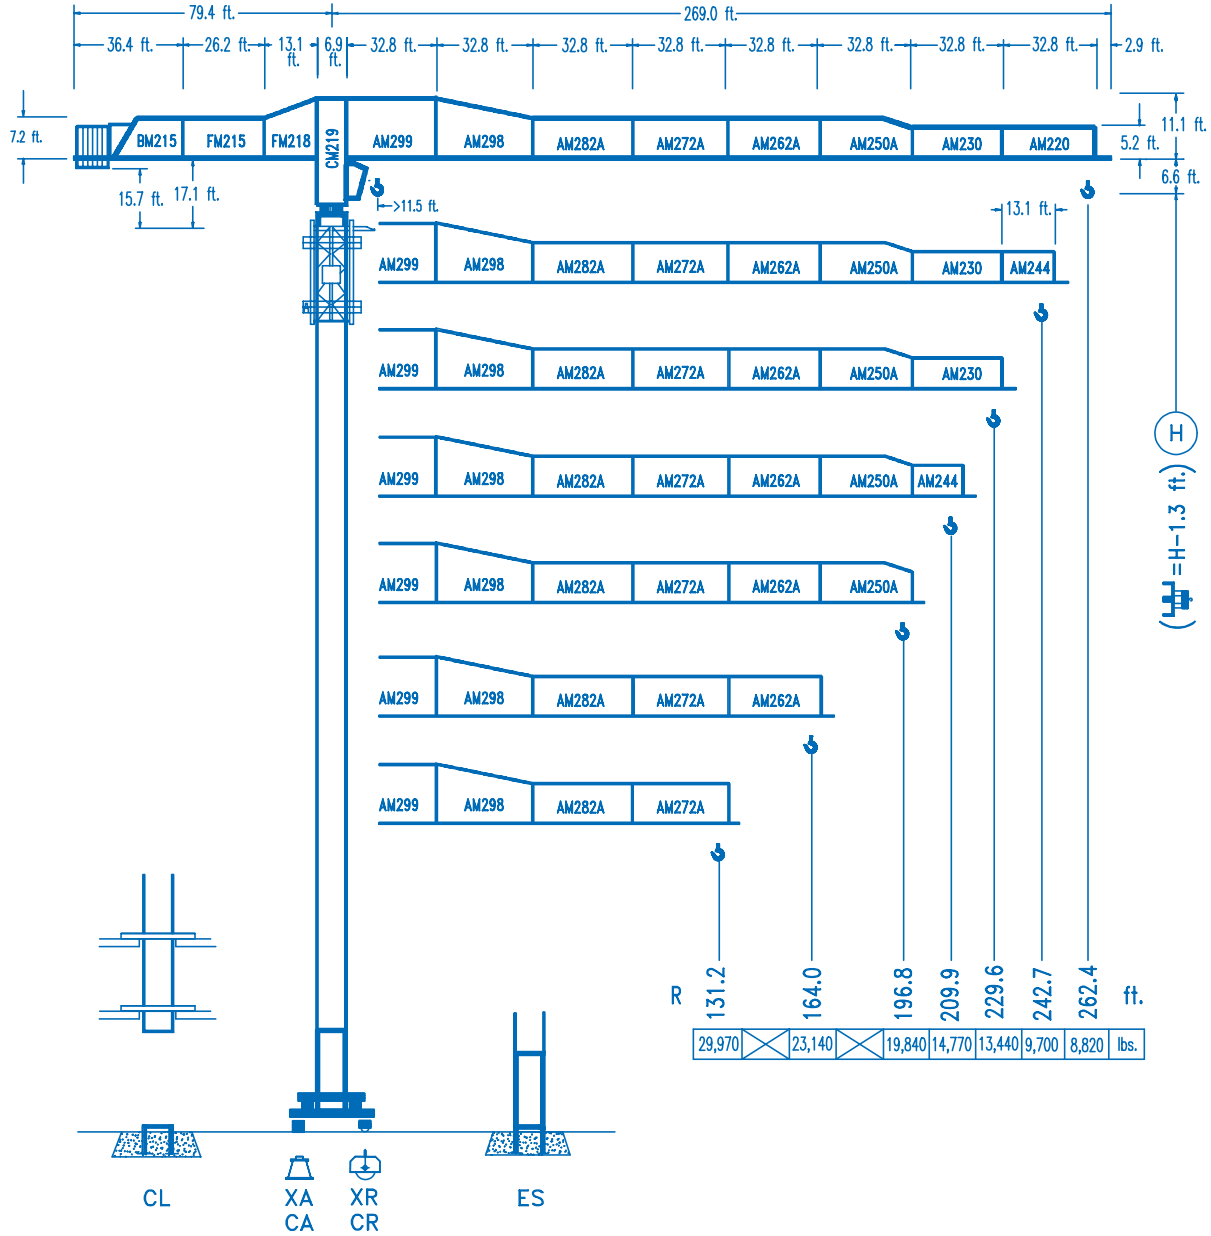 79.4 ft. 269.0 ft.
36.4 ft. 26.2 ft. 13.1 ft. 6.9 ft. 32.8 ft. 32.8 ft. 32.8 ft. 32.8 ft. 32.8 ft. 32.8 ft. 32.8 ft. 32.8 ft. 2.9 ft.
7.2 ft. BM215 FM215 FM218 CM219 AM299 AM298 AM282A AM272A AM262A AM250A AM230 AM220 5.2 ft. 11.1 ft.
15.7 ft. 17.1 ft. >11.5 ft. 6.6 ft.
13.1 ft.
AM299 AM298 AM282A AM272A AM262A AM250A AM230 AM244
AM299 AM298 AM282A AM272A AM262A AM250A AM230
H
(=H-1.3 ft.)
AM299 AM298 AM282A AM272A AM262A AM250A AM244
AM299 AM298 AM282A AM272A AM262A AM250A
AM299 AM298 AM282A AM272A AM262A
AM299 AM298 AM282A AM272A
R 131.2 164.0 196.8 209.9 229.6 242.7 262.4 ft.
29,970 23,140 19,840 14,770 13,440 9,700 8,820 lbs.
CL XA XR ES
CA CR